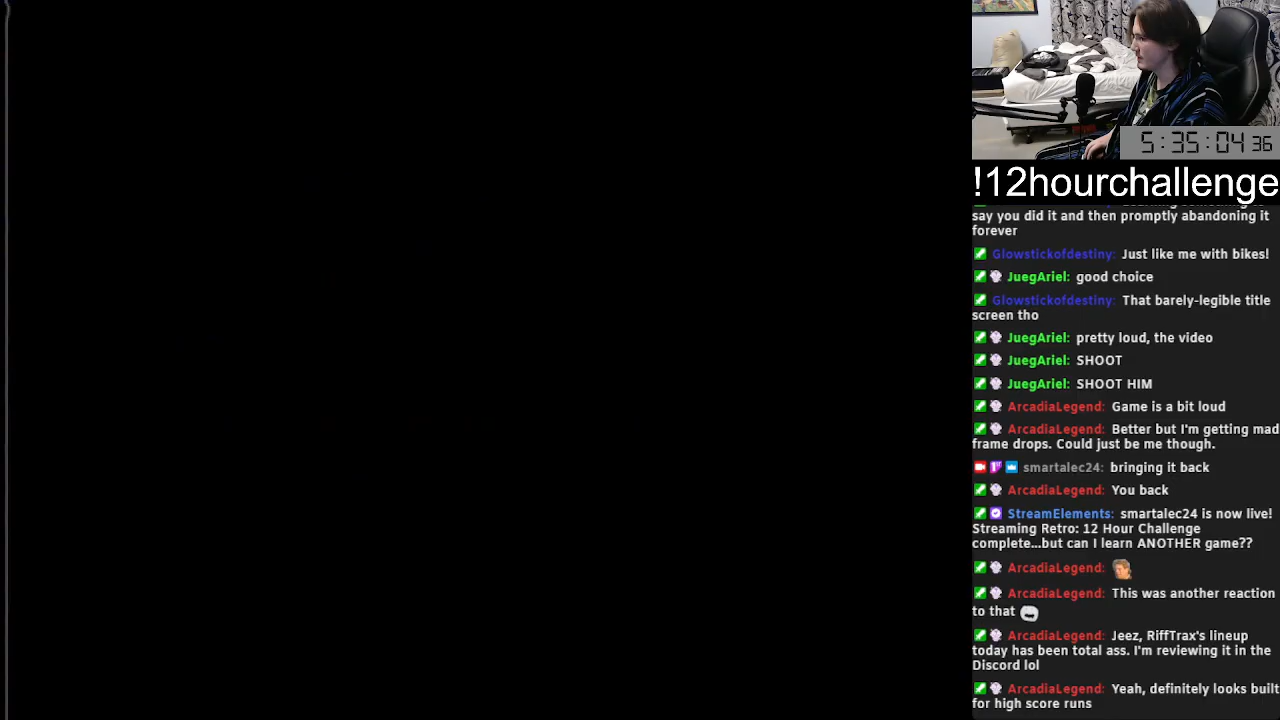 5:35:04 36
!12hourchallenge
say you did it and then promptly abandoning it
forever
Glowstickofdestiny: Just like me with bikes!
JuegAriel: good choice
Glowstickofdestiny: That barely-legible title
screen tho
JuegAriel: pretty loud, the video
JuegAriel: SHOOT
JuegAriel: SHOOT HIM
ArcadiaLegend: Game is a bit loud
ArcadiaLegend: Better but I'm getting mad
frame drops. Could just be me though.
smartalec24: bringing it back
ArcadiaLegend: You back
StreamElements: smartalec24 is now live!
Streaming Retro: 12 Hour Challenge
complete...but can I learn ANOTHER game??
ArcadiaLegend:
ArcadiaLegend: This was another reaction
to that
ArcadiaLegend: Jeez, RiffTrax's lineup
today has been total ass. I'm reviewing it in the
Discord lol
ArcadiaLegend: Yeah, definitely looks built
for high score runs